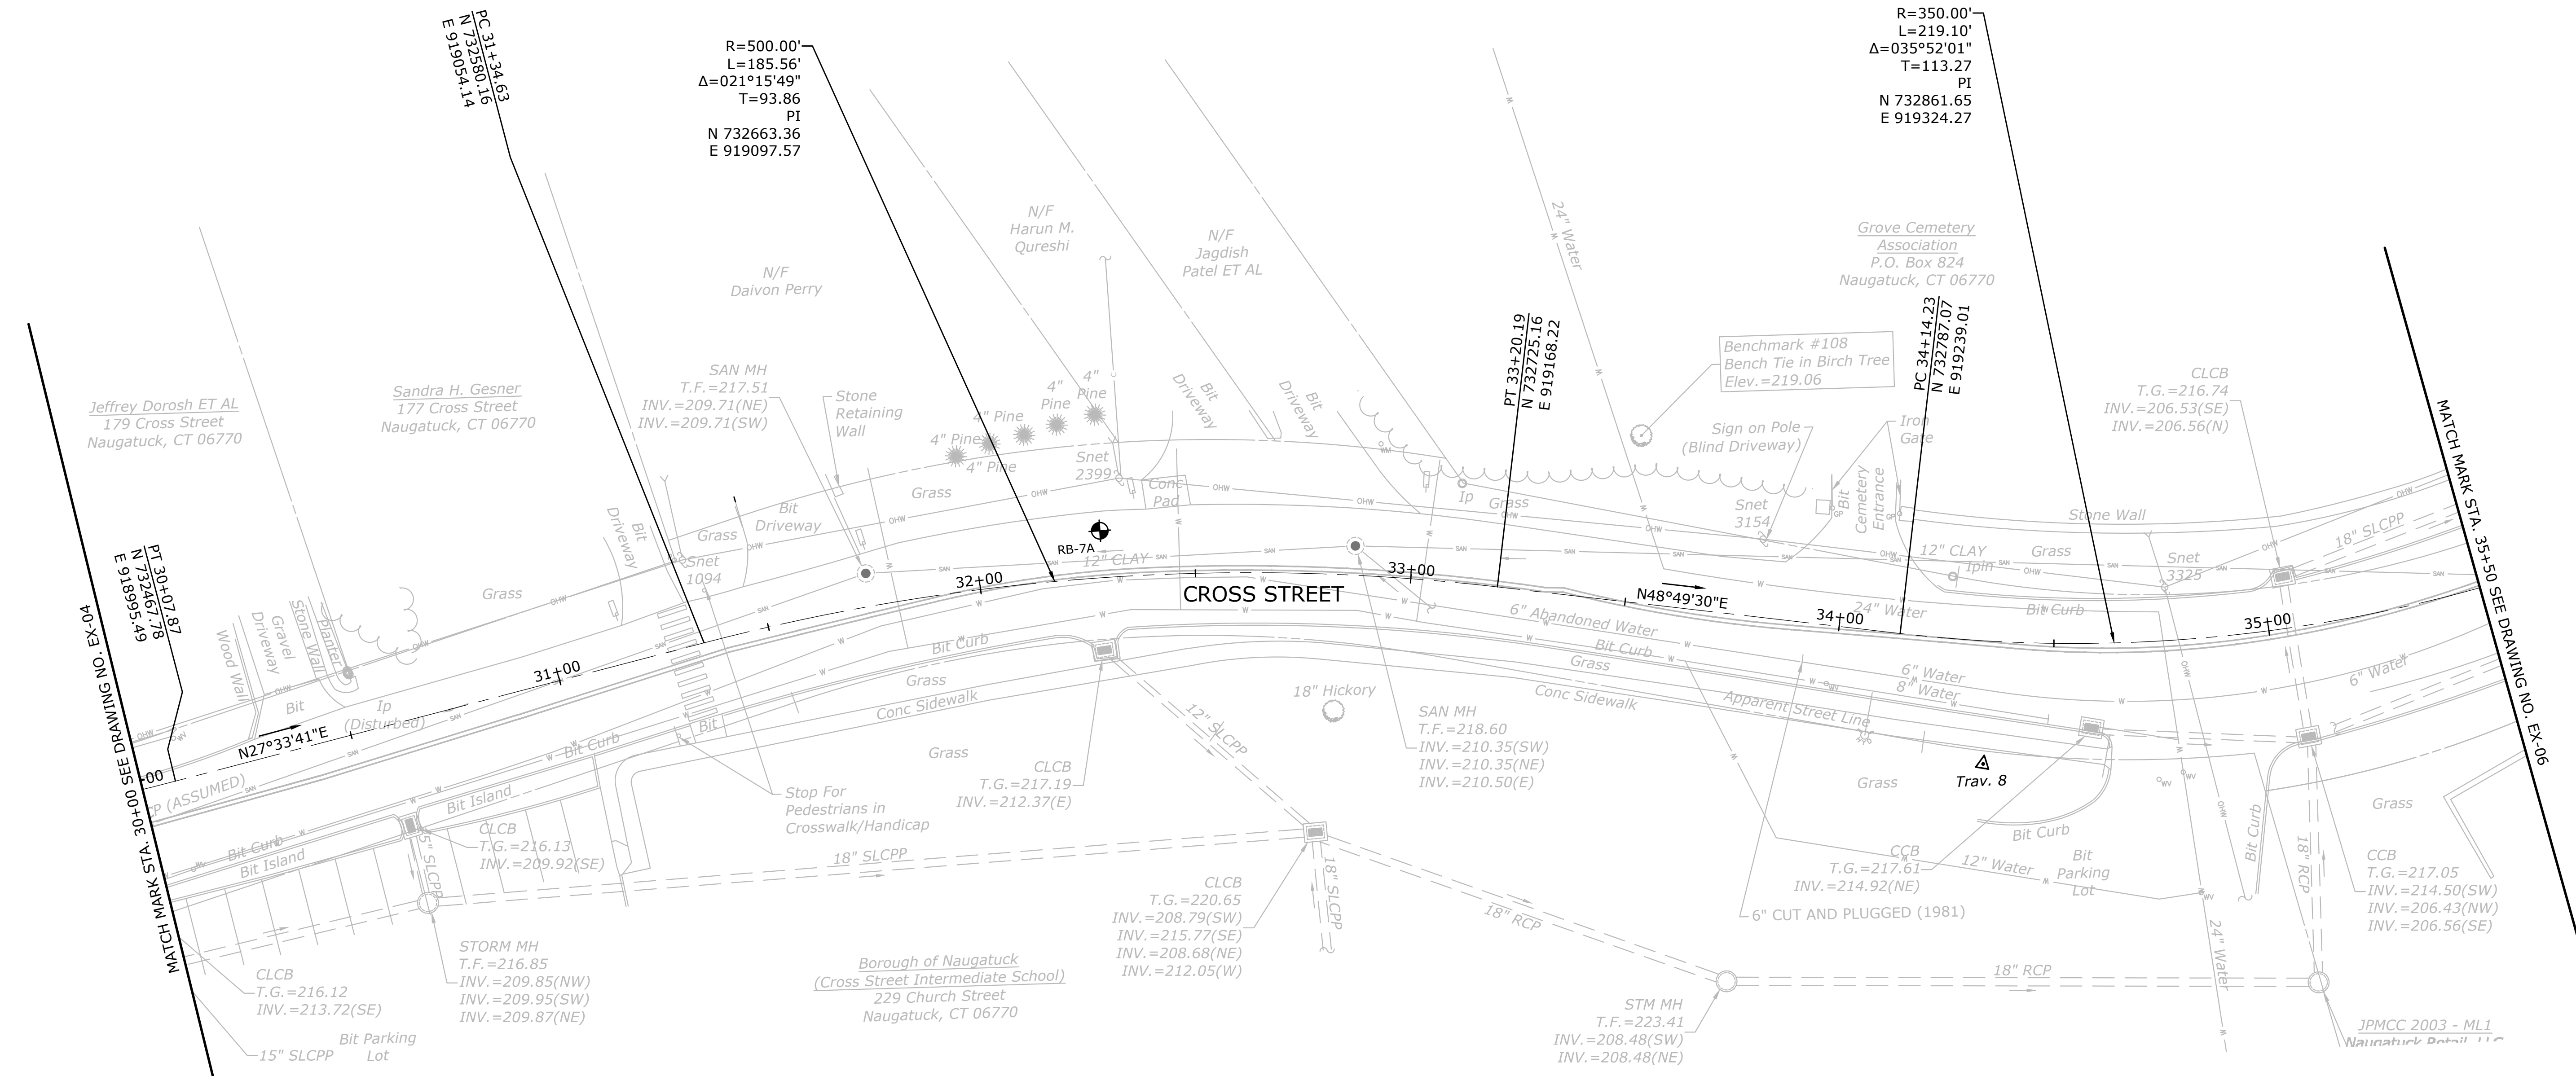 PC 31+34.63
N 732580.16
E 919054.14
R=500.00'
L=185.56'
Δ=021°15'49"
T=93.86
PI
N 732663.36
E 919097.57
R=350.00'
L=219.10'
Δ=035°52'01"
T=113.27
PI
N 732861.65
E 919324.27
N/F
Harun M.
Qureshi
N/F
Jagdish
Patel ET AL
N/F
Daivon Perry
24" Water
Grove Cemetery
Association
P.O. Box 824
Naugatuck, CT 06770
PT 33+20.19
N 732725.16
E 919168.22
PC 34+14.23
N 732787.07
E 919239.01
Benchmark #108
Bench Tie in Birch Tree
Elev.=219.06
Jeffrey Dorosh ET AL
179 Cross Street
Naugatuck, CT 06770
Sandra H. Gesner
177 Cross Street
Naugatuck, CT 06770
SAN MH
T.F.=217.51
INV.=209.71(NE)
INV.=209.71(SW)
Stone
Retaining
Wall
4" Pine
4" Pine
4" Pine
4"
Pine
4"
Pine
Bit
Driveway
Bit
Driveway
Sign on Pole
(Blind Driveway)
Iron
Gate
CLCB
T.G.=216.74
INV.=206.53(SE)
INV.=206.56(N)
MATCH MARK STA. 35+50 SEE DRAWING NO. EX-06
Snet
2399
Conc
Pad
Grass
Bit
Driveway
Grass
Bit
Driveway
Ip
Grass
WM
Snet
3154
Bit
Cemetery
Entrance
GP
GP
Stone Wall
18" SLCPP
PT 30+07.87
N 732467.78
E 918995.49
RB-7A
12" CLAY
Snet
1094
12" CLAY
Grass
Ipin
Snet
3325
32+00
33+00
CROSS STREET
N48°49'30"E
34+00
24" Water
Bit Curb
35+00
Grass
Wood Wall
Gravel
Driveway
Stone Wall
Planter
Bit
Ip
(Disturbed)
31+00
N27°33'41"E
6" Abandoned Water
Bit Curb
Grass
Conc Sidewalk
Apparent Street Line
6" Water
8" Water
6" Water
Bit Curb
Grass
Conc Sidewalk
Bit
Bit Curb
Grass
18" Hickory
12" SLCPP
SAN MH
T.F.=218.60
INV.=210.35(SW)
INV.=210.35(NE)
INV.=210.50(E)
Trav. 8
Grass
Grass
MATCH MARK STA. 30+00 SEE DRAWING NO. EX-04
CP (ASSUMED)
Bit Island
CLCB
T.G.=217.19
INV.=212.37(E)
Stop For
Pedestrians in
Crosswalk/Handicap
CLCB
T.G.=216.13
INV.=209.92(SE)
15" SLCPP
Bit Curb
Bit Island
18" SLCPP
18" SLCPP
CLCB
T.G.=220.65
INV.=208.79(SW)
INV.=215.77(SE)
INV.=208.68(NE)
INV.=212.05(W)
18" RCP
Bit Curb
CCB
T.G.=217.61
INV.=214.92(NE)
12" Water
Bit
Parking
Lot
6" CUT AND PLUGGED (1981)
Bit Curb
18" RCP
CCB
T.G.=217.05
INV.=214.50(SW)
INV.=206.43(NW)
INV.=206.56(SE)
24" Water
STORM MH
T.F.=216.85
INV.=209.85(NW)
INV.=209.95(SW)
INV.=209.87(NE)
CLCB
T.G.=216.12
INV.=213.72(SE)
15" SLCPP
Bit Parking
Lot
Borough of Naugatuck
(Cross Street Intermediate School)
229 Church Street
Naugatuck, CT 06770
18" RCP
STM MH
T.F.=223.41
INV.=208.48(SW)
INV.=208.48(NE)
JPMCC 2003 - ML1
Naugatuck Retail, LLC